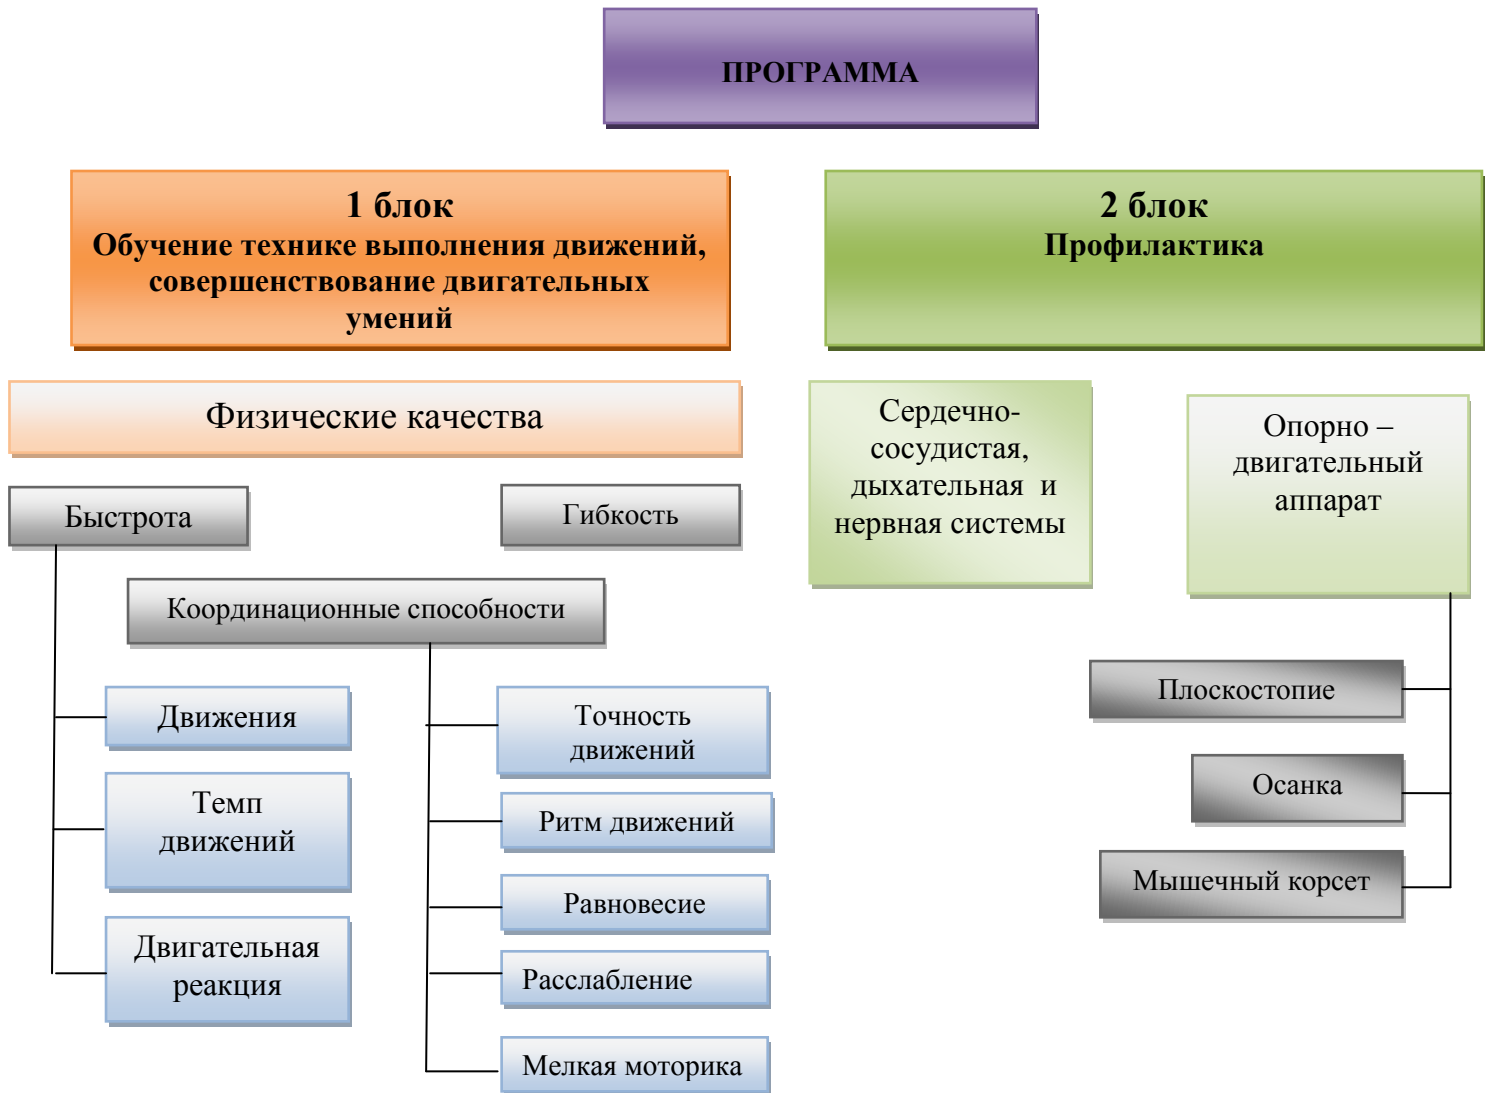 ПРОГРАММА
1 блок
Обучение технике выполнения движений,
совершенствование двигательных
умений
2 блок
Профилактика
Физические качества
Быстрота
Гибкость
Координационные способности
Движения
Темп
движений
Двигательная
реакция
Точность
движений
Ритм движений
Равновесие
Расслабление
Мелкая моторика
Сердечно-
сосудистая,
дыхательная и
нервная системы
Опорно –
двигательный
аппарат
Плоскостопие
Осанка
Мышечный корсет